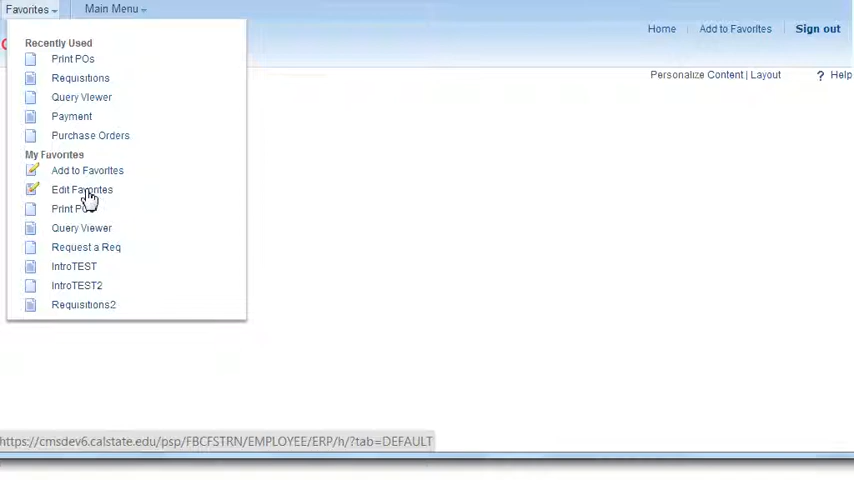 Favorites
Main Menu
Home
Add to Favorites
Sign out
Personalize Content | Layout
? Help
Recently Used
Print POs
Requisitions
Query Viewer
Payment
Purchase Orders
My Favorites
Add to Favorites
Edit Favorites
Print
Query Viewer
Request a Req
IntroTEST
IntroTEST2
Requisitions2
https://cmsdev6.calstate.edu/psp/FBCFSTRN/EMPLOYEE/ERP/h/?tab=DEFAULT